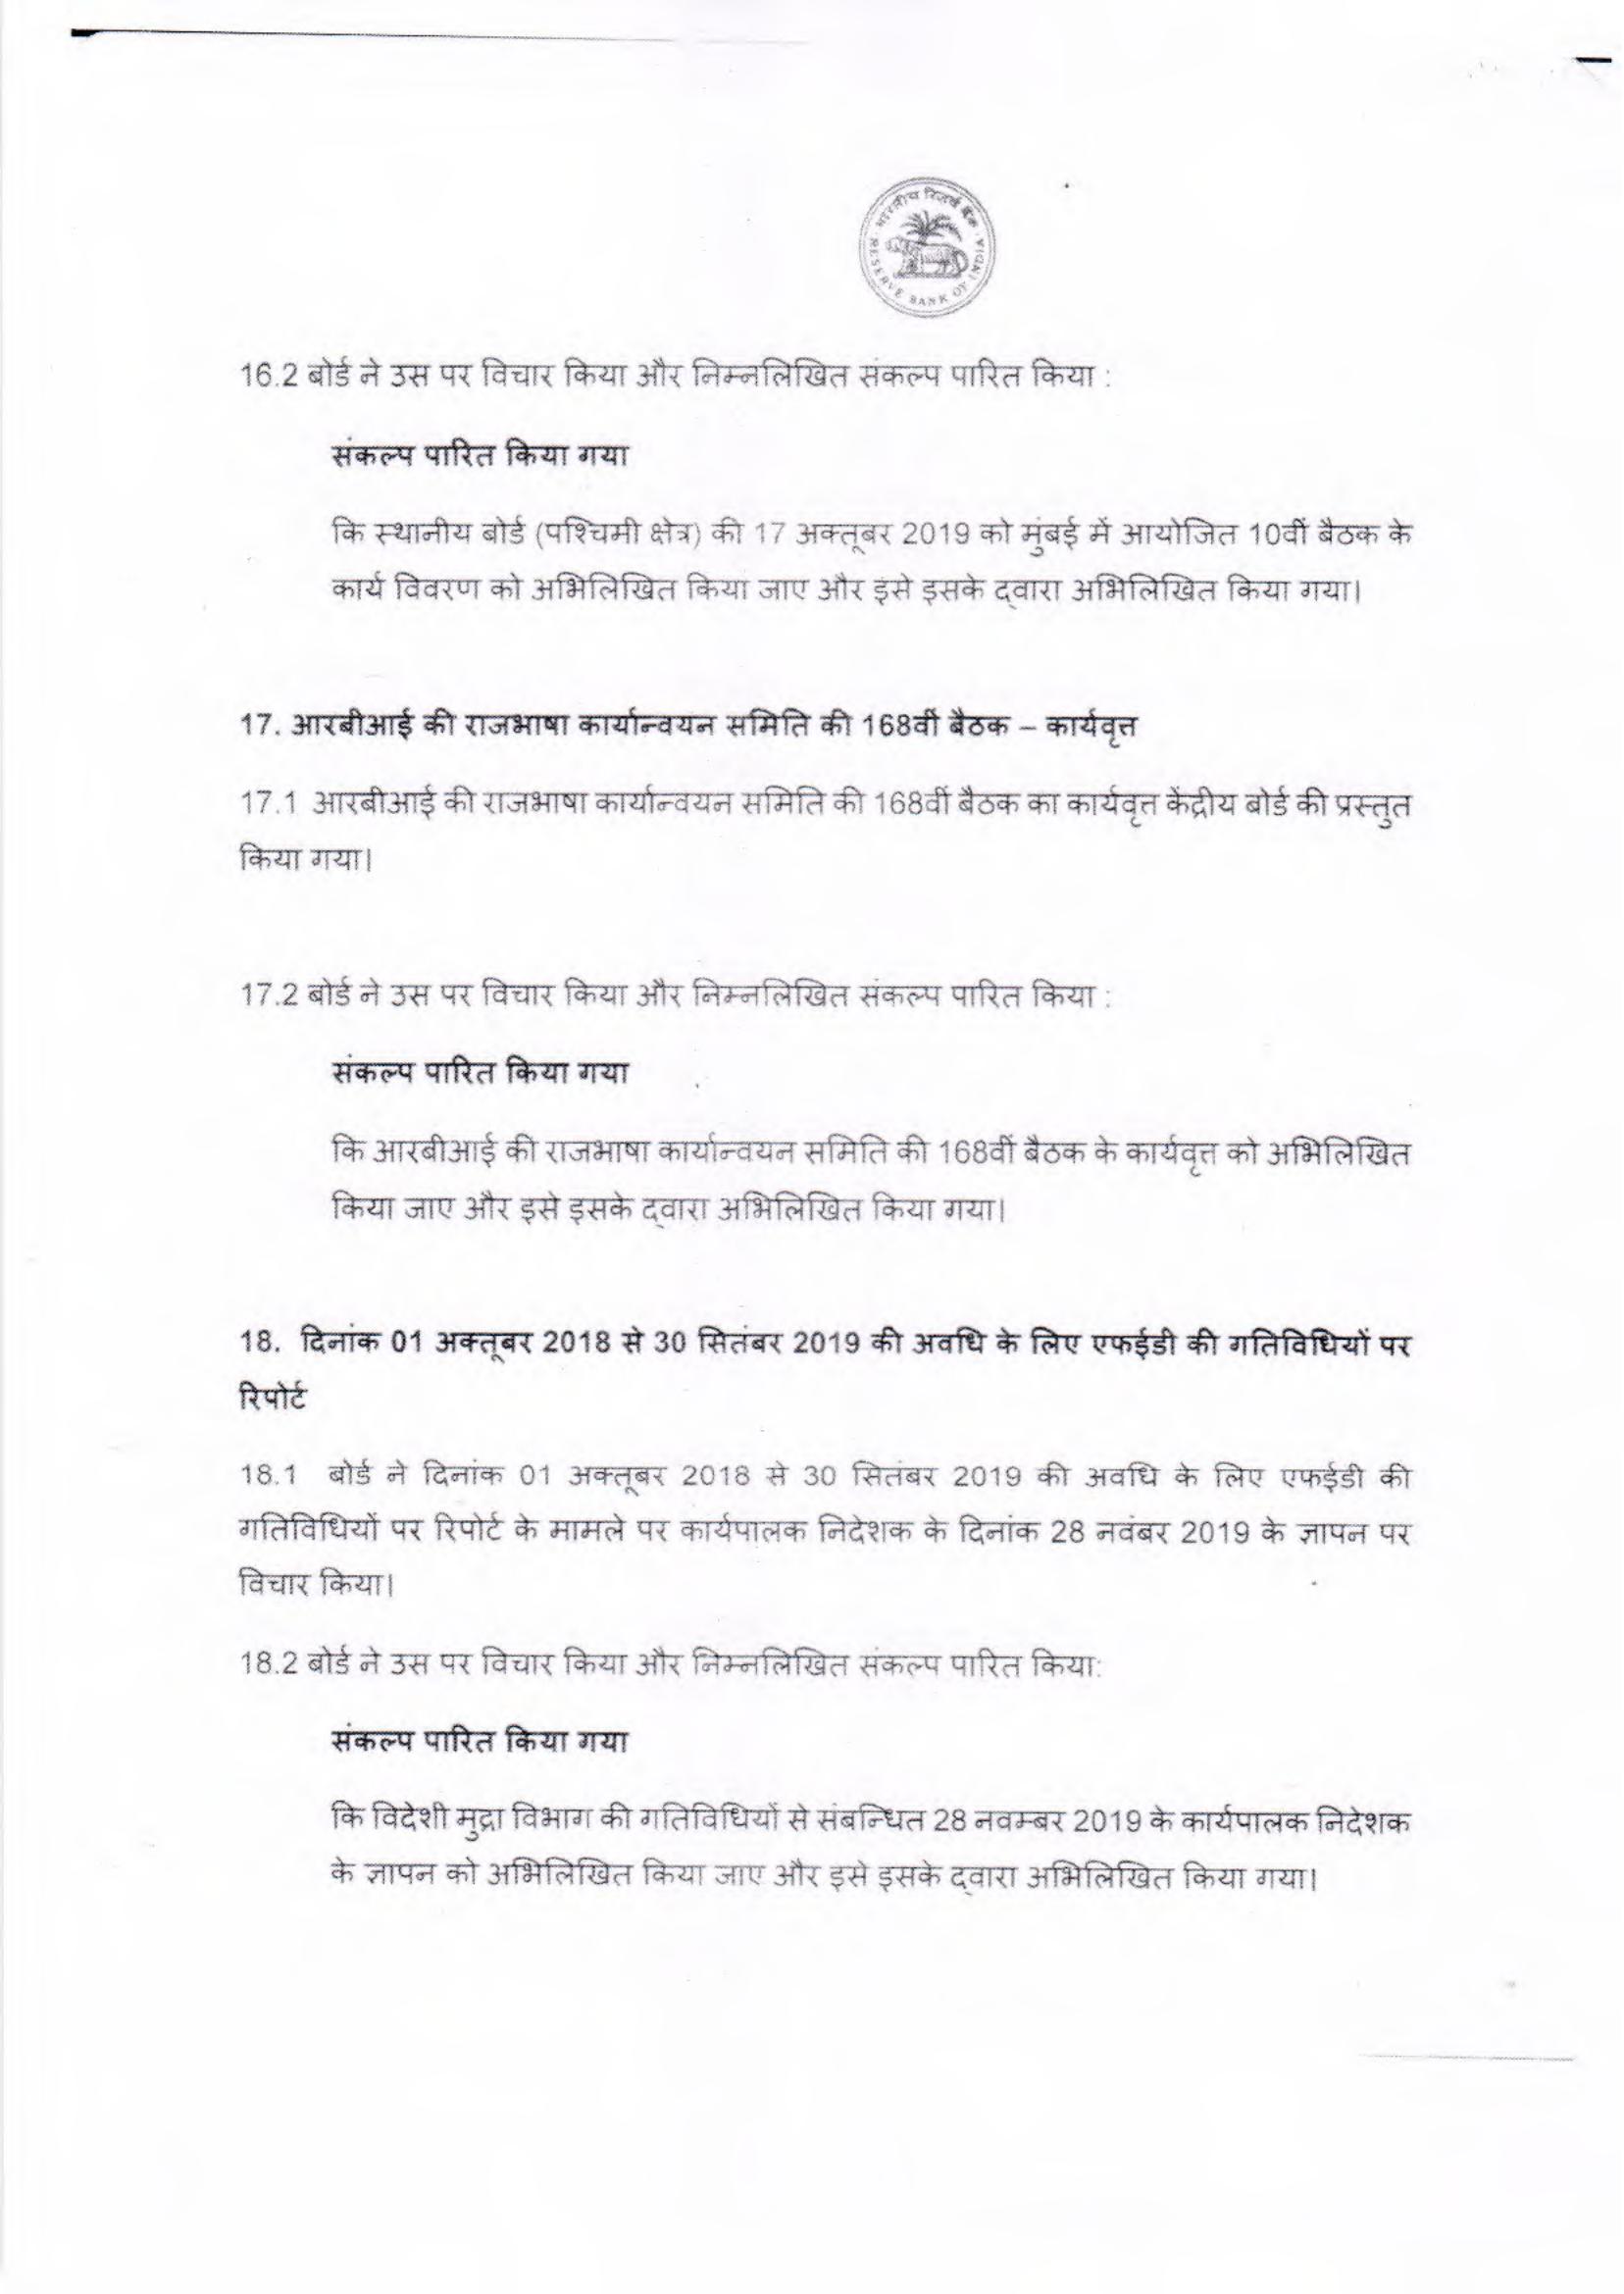 भारतीय रिज़र्व बैंक
RESERVE BANK OF INDIA
16.2 बोर्ड ने उस पर विचार किया और निम्नलिखित संकल्प पारित किया :
संकल्प पारित किया गया
कि स्थानीय बोर्ड (पश्चिमी क्षेत्र) की 17 अक्तूबर 2019 को मुंबई में आयोजित 10वीं बैठक के
कार्य विवरण को अभिलिखित किया जाए और इसे इसके द्वारा अभिलिखित किया गया।
17. आरबीआई की राजभाषा कार्यान्वयन समिति की 168वीं बैठक – कार्यवृत्त
17.1 आरबीआई की राजभाषा कार्यान्वयन समिति की 168वीं बैठक का कार्यवृत्त केंद्रीय बोर्ड की प्रस्तुत
किया गया।
17.2 बोर्ड ने उस पर विचार किया और निम्नलिखित संकल्प पारित किया :
संकल्प पारित किया गया
कि आरबीआई की राजभाषा कार्यान्वयन समिति की 168वीं बैठक के कार्यवृत्त को अभिलिखित
किया जाए और इसे इसके द्वारा अभिलिखित किया गया।
18. दिनांक 01 अक्तूबर 2018 से 30 सितंबर 2019 की अवधि के लिए एफईडी की गतिविधियों पर
रिपोर्ट
18.1 बोर्ड ने दिनांक 01 अक्तूबर 2018 से 30 सितंबर 2019 की अवधि के लिए एफईडी की
गतिविधियों पर रिपोर्ट के मामले पर कार्यपालक निदेशक के दिनांक 28 नवंबर 2019 के ज्ञापन पर
विचार किया।
18.2 बोर्ड ने उस पर विचार किया और निम्नलिखित संकल्प पारित किया:
संकल्प पारित किया गया
कि विदेशी मुद्रा विभाग की गतिविधियों से संबन्धित 28 नवम्बर 2019 के कार्यपालक निदेशक
के ज्ञापन को अभिलिखित किया जाए और इसे इसके द्वारा अभिलिखित किया गया।